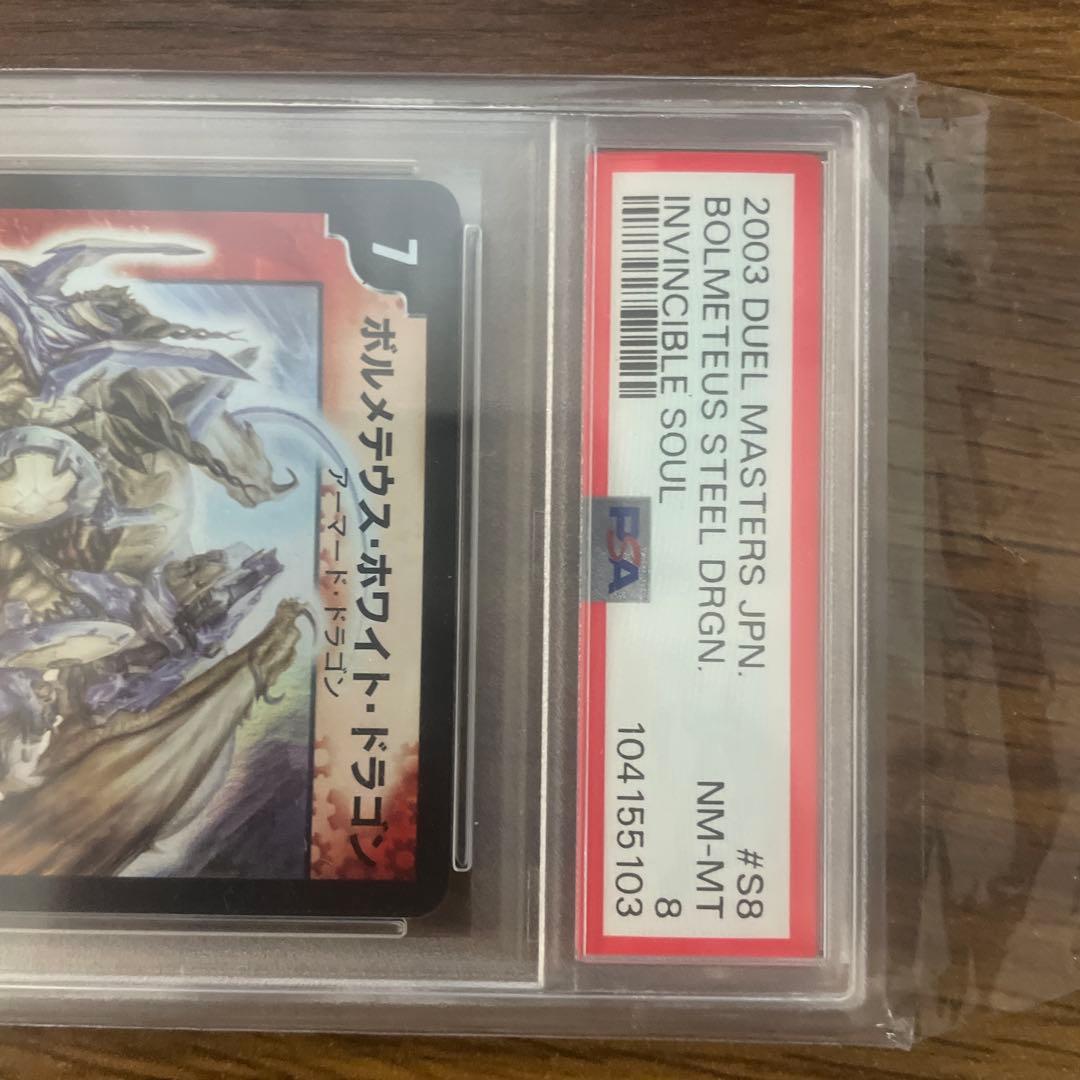 2003 DUEL MASTERS JPN. #S8
BOLMETEUS STEEL DRGN. NM-MT
INVINCIBLE SOUL 8
104155103
PSA
7
ボルメテウス・ホワイト・ドラゴン
アーマード・ドラゴン